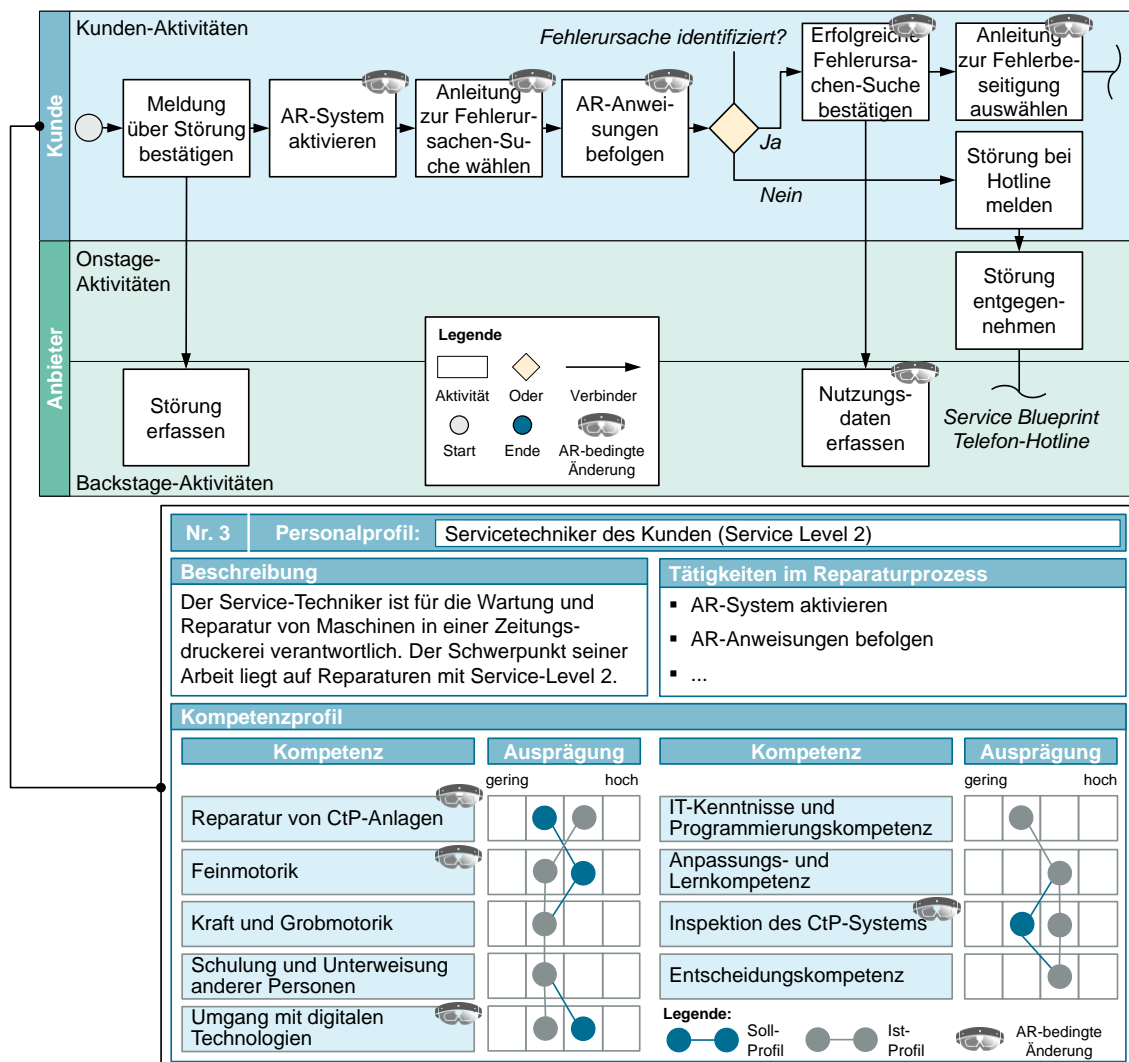 Kunden-Aktivitäten
Fehlerursache identifiziert?
Kunde
Meldung
über Störung
bestätigen
AR-System
aktivieren
Anleitung
zur Fehlerur-
sachen-Su-
che wählen
AR-Anwei-
sungen
befolgen
Ja
Nein
Erfolgreiche
Fehlerursa-
chen-Suche
bestätigen
Anleitung
zur Fehlerbe-
seitigung
auswählen
Störung bei
Hotline
melden
Anbieter
Onstage-
Aktivitäten
Störung
entgegen-
nehmen
Legende
Aktivität
Oder
Verbinder
Start
Ende
AR-bedingte
Änderung
Störung
erfassen
Nutzungs-
daten
erfassen
Service Blueprint
Telefon-Hotline
Backstage-Aktivitäten
Nr. 3
Personalprofil:
Servicetechniker des Kunden (Service Level 2)
Beschreibung
Der Service-Techniker ist für die Wartung und
Reparatur von Maschinen in einer Zeitungs-
druckerei verantwortlich. Der Schwerpunkt seiner
Arbeit liegt auf Reparaturen mit Service-Level 2.
Tätigkeiten im Reparaturprozess
▪ AR-System aktivieren
▪ AR-Anweisungen befolgen
▪ ...
Kompetenzprofil
Kompetenz
Ausprägung
gering
hoch
Reparatur von CtP-Anlagen
Feinmotorik
Kraft und Grobmotorik
Schulung und Unterweisung
anderer Personen
Umgang mit digitalen
Technologien
Kompetenz
Ausprägung
gering
hoch
IT-Kenntnisse und
Programmierungskompetenz
Anpassungs- und
Lernkompetenz
Inspektion des CtP-Systems
Entscheidungskompetenz
Legende:
Soll-
Profil
Ist-
Profil
AR-bedingte
Änderung